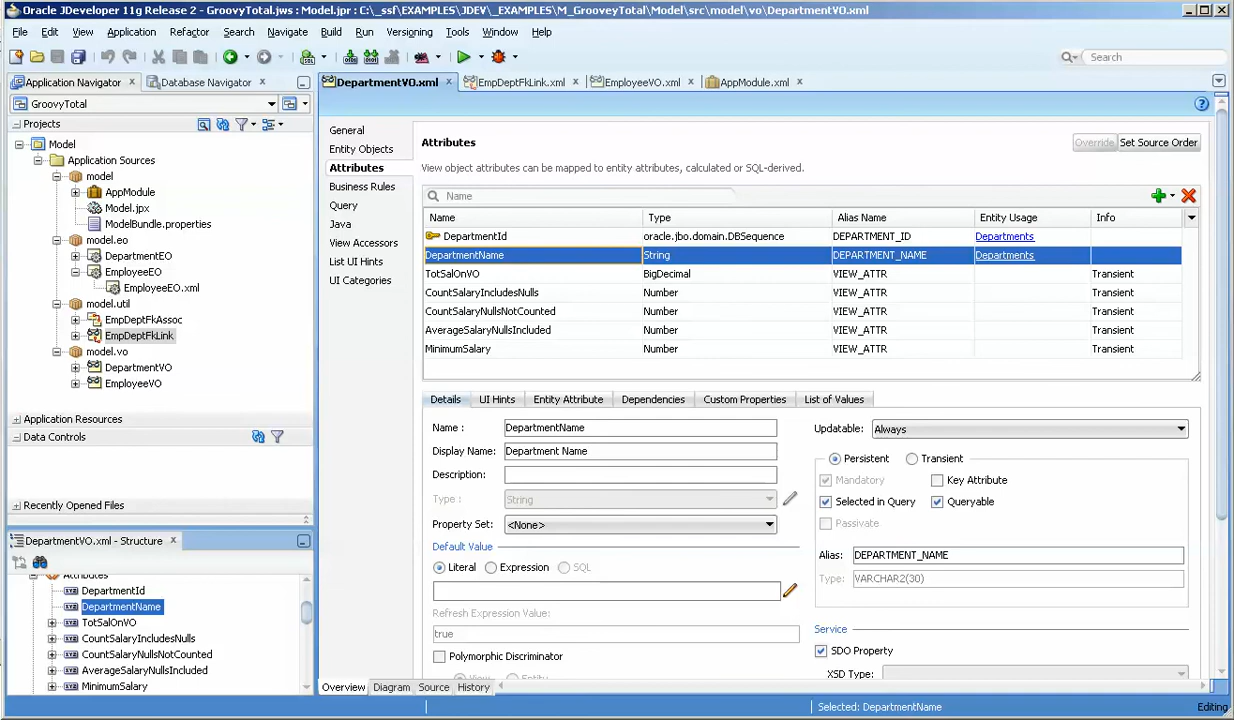 Oracle JDeveloper 11g Release 2 - GroovyTotal.jws : Model.jpr : C:\_ssf\EXAMPLES\JDEV\_EXAMPLES\M_GrooveyTotal\Model\src\model\vo\DepartmentVO.xml
File Edit View Application Refactor Search Navigate Build Run Versioning Tools Window Help
Search
Application Navigator Database Navigator
GroovyTotal
Projects
Model
Application Sources
model
AppModule
Model.jpx
ModelBundle.properties
model.eo
DepartmentEO
EmployeeEO
EmployeeEO.xml
model.util
EmpDeptFkAssoc
EmpDeptFkLink
model.vo
DepartmentVO
EmployeeVO
Application Resources
Data Controls
Recently Opened Files
DepartmentVO.xml - Structure
Attributes
DepartmentId
DepartmentName
TotSalOnVO
CountSalaryIncludesNulls
CountSalaryNullsNotCounted
AverageSalaryNullsIncluded
MinimumSalary
DepartmentVO.xml EmpDeptFkLink.xml EmployeeVO.xml AppModule.xml
General
Entity Objects
Attributes
Business Rules
Query
Java
View Accessors
List UI Hints
UI Categories
Attributes
Override Set Source Order
View object attributes can be mapped to entity attributes, calculated or SQL-derived.
Name
Name Type Alias Name Entity Usage Info
DepartmentId oracle.jbo.domain.DBSequence DEPARTMENT_ID Departments
DepartmentName String DEPARTMENT_NAME Departments
TotSalOnVO BigDecimal VIEW_ATTR Transient
CountSalaryIncludesNulls Number VIEW_ATTR Transient
CountSalaryNullsNotCounted Number VIEW_ATTR Transient
AverageSalaryNullsIncluded Number VIEW_ATTR Transient
MinimumSalary Number VIEW_ATTR Transient
Details UI Hints Entity Attribute Dependencies Custom Properties List of Values
Name : DepartmentName
Display Name: Department Name
Description:
Type : String
Property Set: <None>
Default Value
Literal Expression SQL
Refresh Expression Value:
true
Polymorphic Discriminator
View Entity
Updatable: Always
Persistent Transient
Mandatory Key Attribute
Selected in Query Queryable
Passivate
Alias: DEPARTMENT_NAME
Type: VARCHAR2(30)
Service
SDO Property
XSD Type:
Overview Diagram Source History
Selected: DepartmentName
Editing